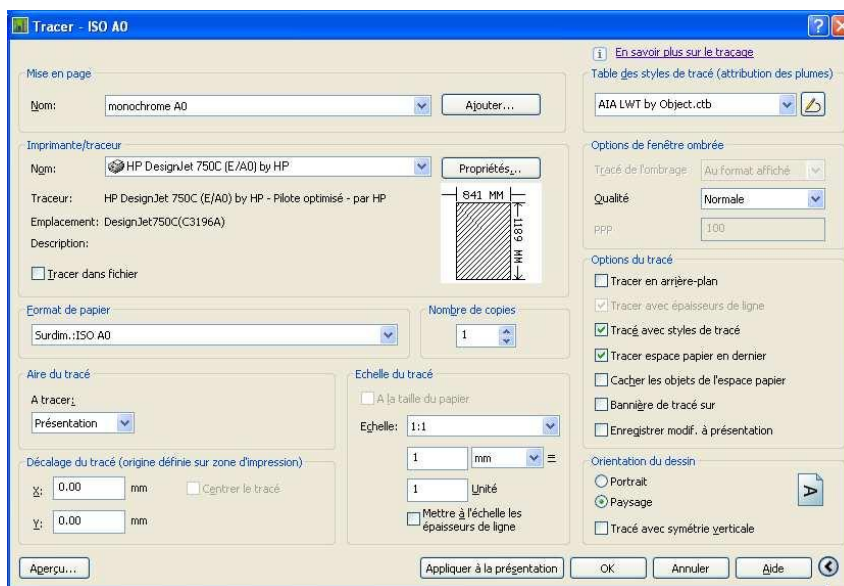 Tracer - ISO A0
En savoir plus sur le traçage
Mise en page
Nom:
monochrome A0
Ajouter...
Table des styles de tracé (attribution des plumes)
AIA LWT by Object.ctb
Imprimante/traceur
Nom:
HP DesignJet 750C (E/A0) by HP
Propriétés...
Traceur:
HP DesignJet 750C (E/A0) by HP - Pilote optimisé - par HP
Emplacement:
DesignJet750C(C3196A)
Description:
Tracer dans fichier
841 MM
1189 MM
Options de fenêtre ombrée
Tracé de l'ombrage
Au format affiché
Qualité
Normale
PPP
100
Format de papier
Surdim.:ISO A0
Nombre de copies
1
Options du tracé
Tracer en arrière-plan
Tracer avec épaisseurs de ligne
Tracé avec styles de tracé
Tracer espace papier en dernier
Cacher les objets de l'espace papier
Bannière de tracé sur
Enregistrer modif. à présentation
Aire du tracé
A tracer:
Présentation
Echelle du tracé
A la taille du papier
Echelle:
1:1
1
mm
=
1
Unité
Mettre à l'échelle les
épaisseurs de ligne
Décalage du tracé (origine définie sur zone d'impression)
X:
0.00
mm
Centrer le tracé
Y:
0.00
mm
Orientation du dessin
Portrait
Paysage
A
Tracé avec symétrie verticale
Aperçu...
Appliquer à la présentation
OK
Annuler
Aide